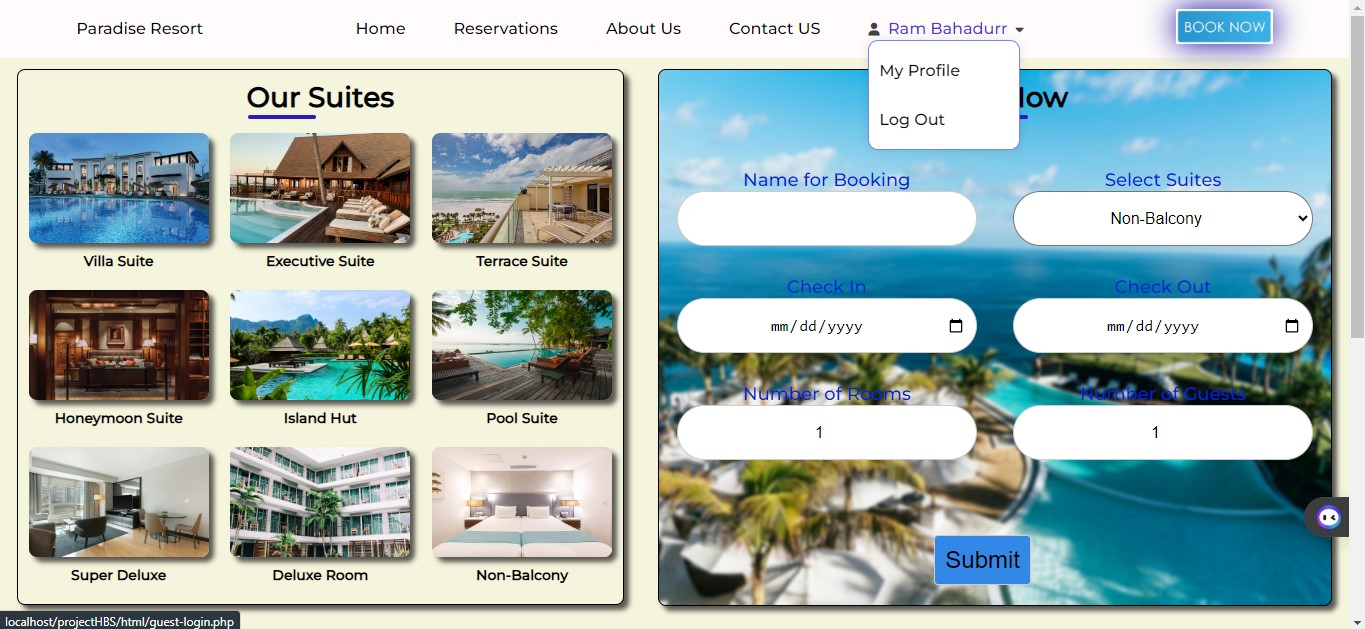 Paradise Resort
Home
Reservations
About Us
Contact US
Ram Bahadurr
BOOK NOW
My Profile
Log Out
Our Suites
Villa Suite
Executive Suite
Terrace Suite
Honeymoon Suite
Island Hut
Pool Suite
Super Deluxe
Deluxe Room
Non-Balcony
Name for Booking
Select Suites
Non-Balcony
Check In
Check Out
mm/dd/yyyy
mm/dd/yyyy
Number of Rooms
Number of Guests
1
1
Submit
localhost/projectHBS/html/guest-login.php